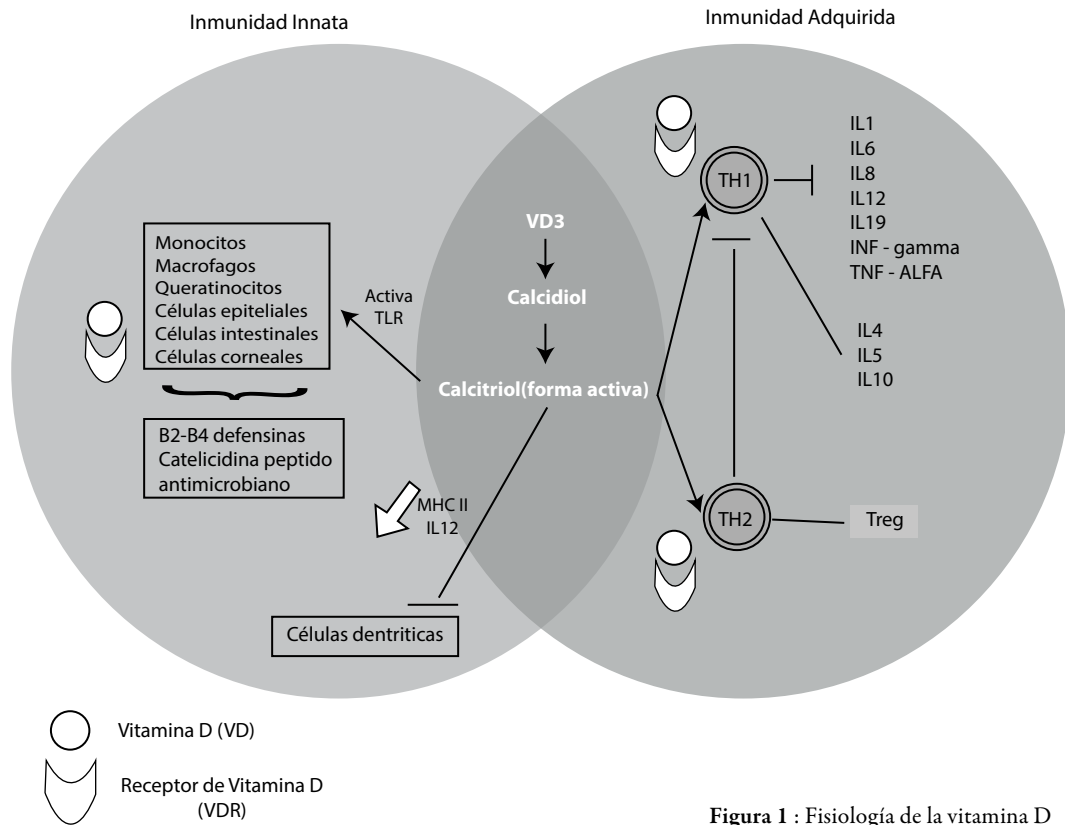 Inmunidad Innata
Inmunidad Adquirida
Monocitos
Macrofagos
Queratinocitos
Células epiteliales
Células intestinales
Células corneales
Activa
TLR
B2-B4 defensinas
Catelicidina peptido
antimicrobiano
VD3
Calcidiol
Calcitriol(forma activa)
MHC II
IL12
Células dentriticas
TH1
IL1
IL6
IL8
IL12
IL19
INF - gamma
TNF - ALFA
IL4
IL5
IL10
TH2
Treg
Vitamina D (VD)
Receptor de Vitamina D
(VDR)
Figura 1 : Fisiología de la vitamina D